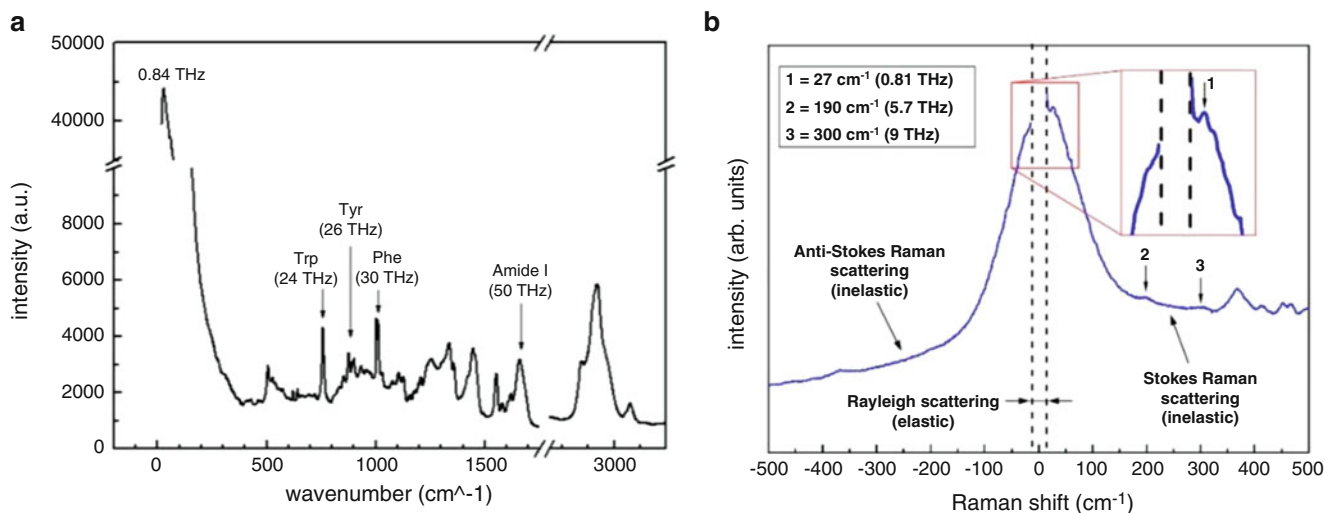 a
50000
40000
8000
6000
4000
2000
0
intensity (a.u.)
0.84 THz
Trp
(24 THz)
Tyr
(26 THz)
Phe
(30 THz)
Amide I
(50 THz)
0
500
1000
1500
3000
wavenumber (cm^-1)
b
1 = 27 cm⁻¹ (0.81 THz)
2 = 190 cm⁻¹ (5.7 THz)
3 = 300 cm⁻¹ (9 THz)
1
intensity (arb. units)
Anti-Stokes Raman
scattering
(inelastic)
2
3
Stokes Raman
scattering
(inelastic)
Rayleigh scattering
(elastic)
-500
-400
-300
-200
-100
0
100
200
300
400
500
Raman shift (cm⁻¹)